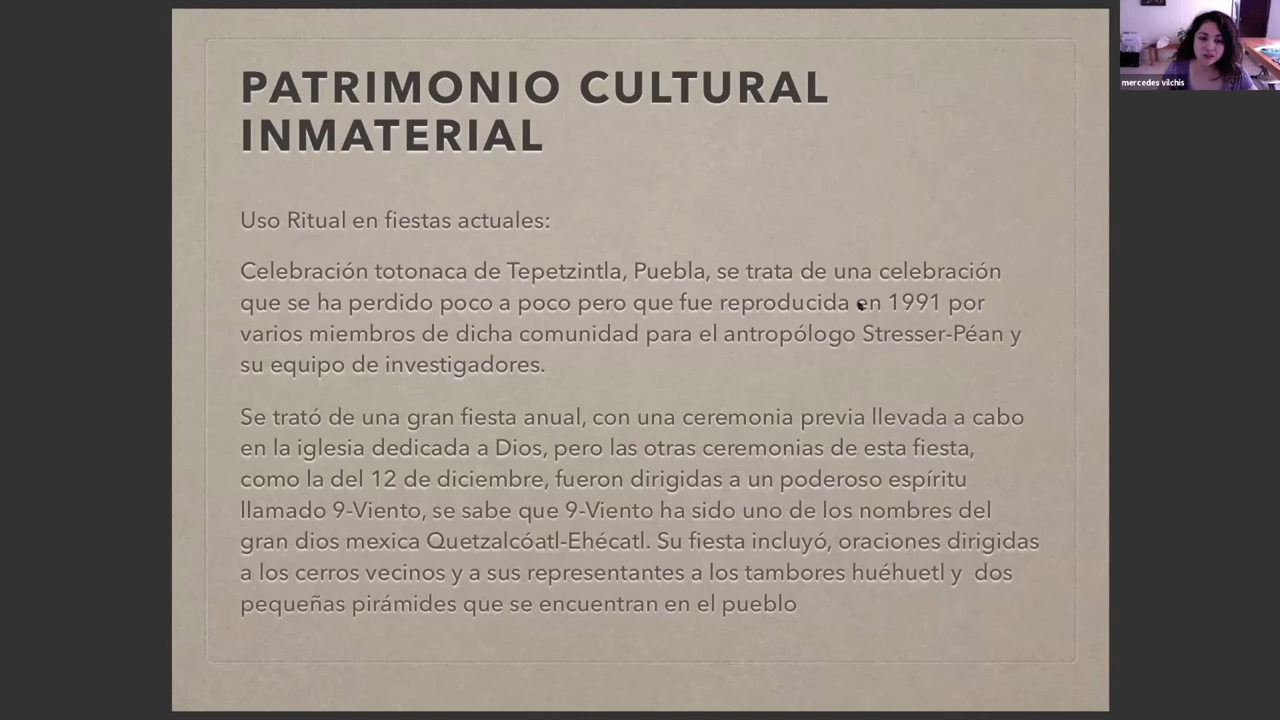 PATRIMONIO CULTURAL
INMATERIAL
Uso Ritual en fiestas actuales:
Celebración totonaca de Tepetzintla, Puebla, se trata de una celebración
que se ha perdido poco a poco pero que fue reproducida en 1991 por
varios miembros de dicha comunidad para el antropólogo Stresser-Péan y
su equipo de investigadores.
Se trató de una gran fiesta anual, con una ceremonia previa llevada a cabo
en la iglesia dedicada a Dios, pero las otras ceremonias de esta fiesta,
como la del 12 de diciembre, fueron dirigidas a un poderoso espíritu
llamado 9-Viento, se sabe que 9-Viento ha sido uno de los nombres del
gran dios mexica Quetzalcóatl-Ehécatl. Su fiesta incluyó, oraciones dirigidas
a los cerros vecinos y a sus representantes a los tambores huéhuetl y  dos
pequeñas pirámides que se encuentran en el pueblo
mercedes vilchis